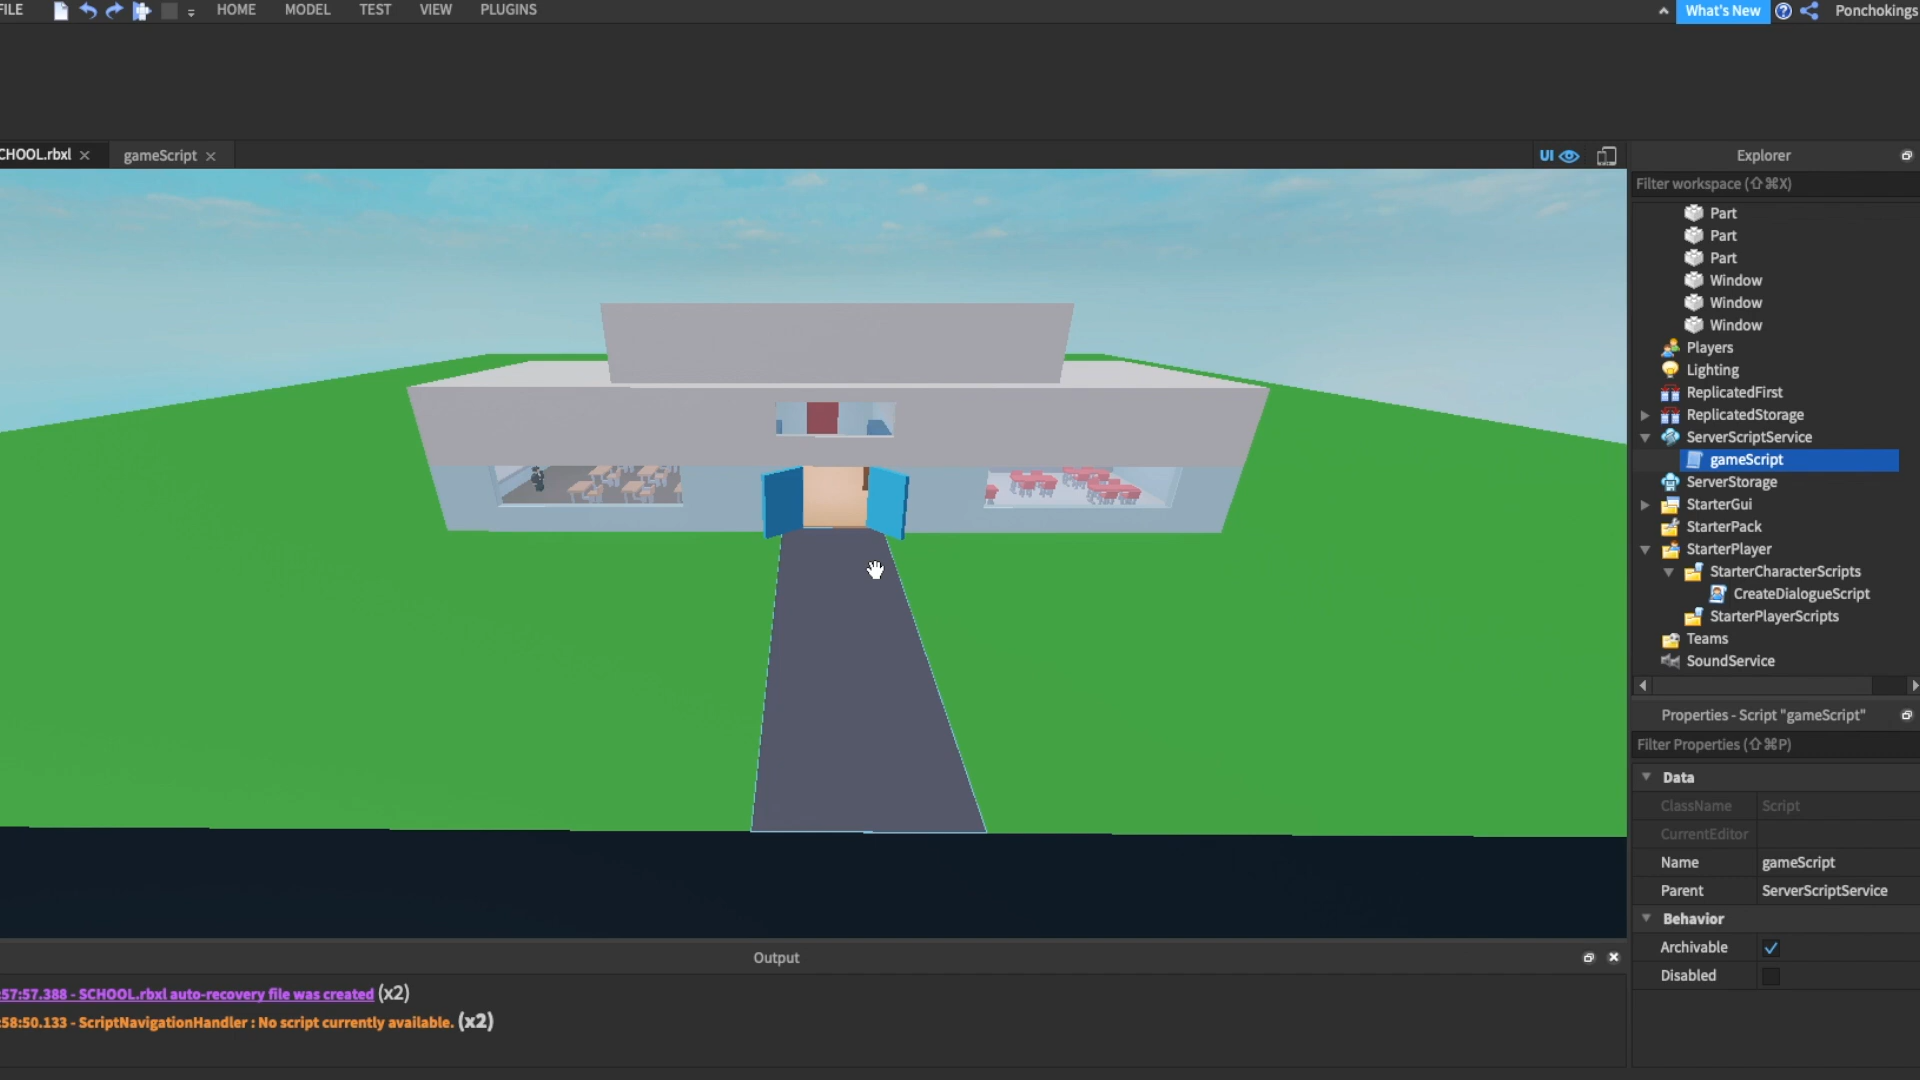 FILE HOME MODEL TEST VIEW PLUGINS What's New Ponchokings
CHOOL.rbxl gameScript UI Explorer
Filter workspace (⇧⌘X)
Part
Part
Part
Window
Window
Window
Players
Lighting
ReplicatedFirst
ReplicatedStorage
ServerScriptService
gameScript
ServerStorage
StarterGui
StarterPack
StarterPlayer
StarterCharacterScripts
CreateDialogueScript
StarterPlayerScripts
Teams
SoundService
Properties - Script "gameScript"
Filter Properties (⇧⌘P)
Data
ClassName Script
CurrentEditor
Name gameScript
Parent ServerScriptService
Behavior
Archivable
Disabled
Output
:57:57.388 - SCHOOL.rbxl auto-recovery file was created (x2)
:58:50.133 - ScriptNavigationHandler : No script currently available. (x2)